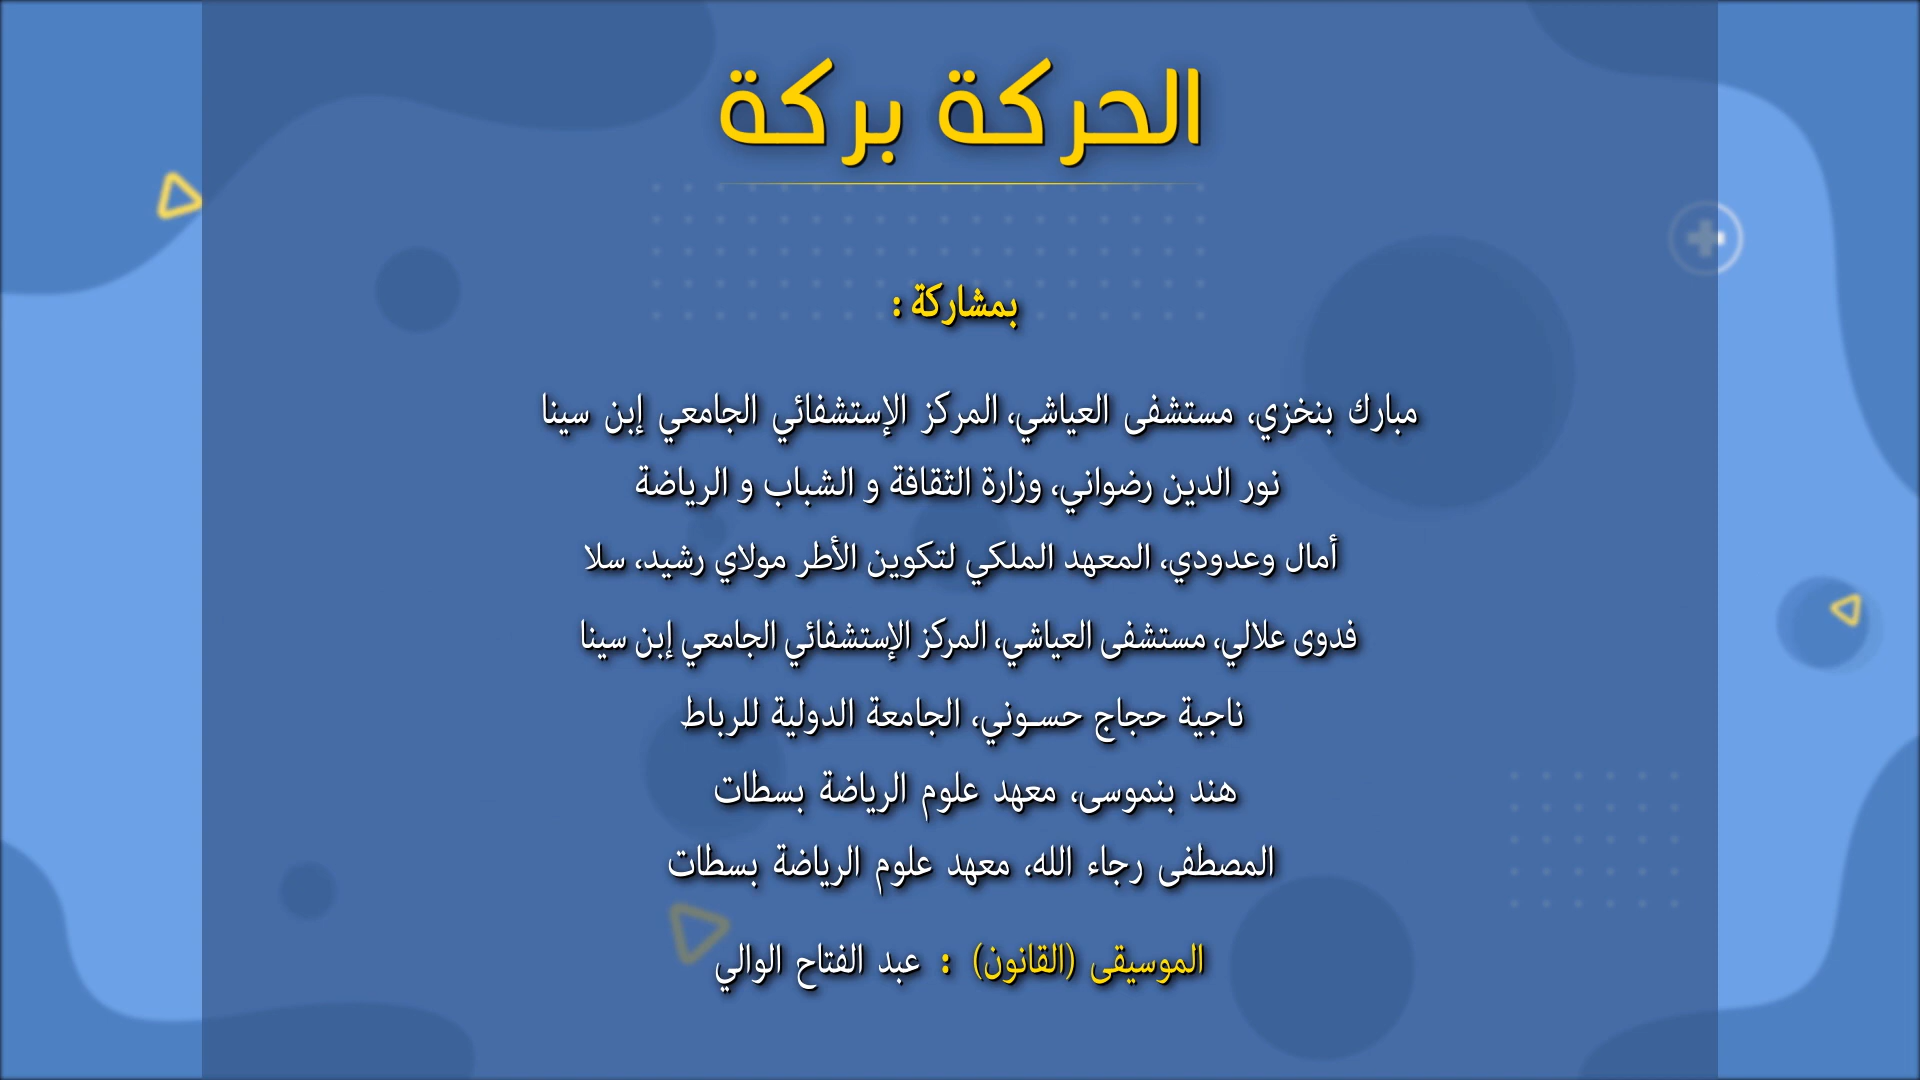 الحركة بركة
بمشاركة :
مبارك بنخزي، مستشفى العياشي، المركز الإستشفائي الجامعي إبن سينا
نور الدين رضواني، وزارة الثقافة و الشباب و الرياضة
أمال وعدودي، المعهد الملكي لتكوين الأطر مولاي رشيد، سلا
فدوى علالي، مستشفى العياشي، المركز الإستشفائي الجامعي إبن سينا
ناجية حجاج حسـوني، الجامعة الدولية للرباط
هند بنموسى، معهد علوم الرياضة بسطات
المصطفى رجاء الله، معهد علوم الرياضة بسطات
الموسيقى (القانون) : عبد الفتاح الوالي